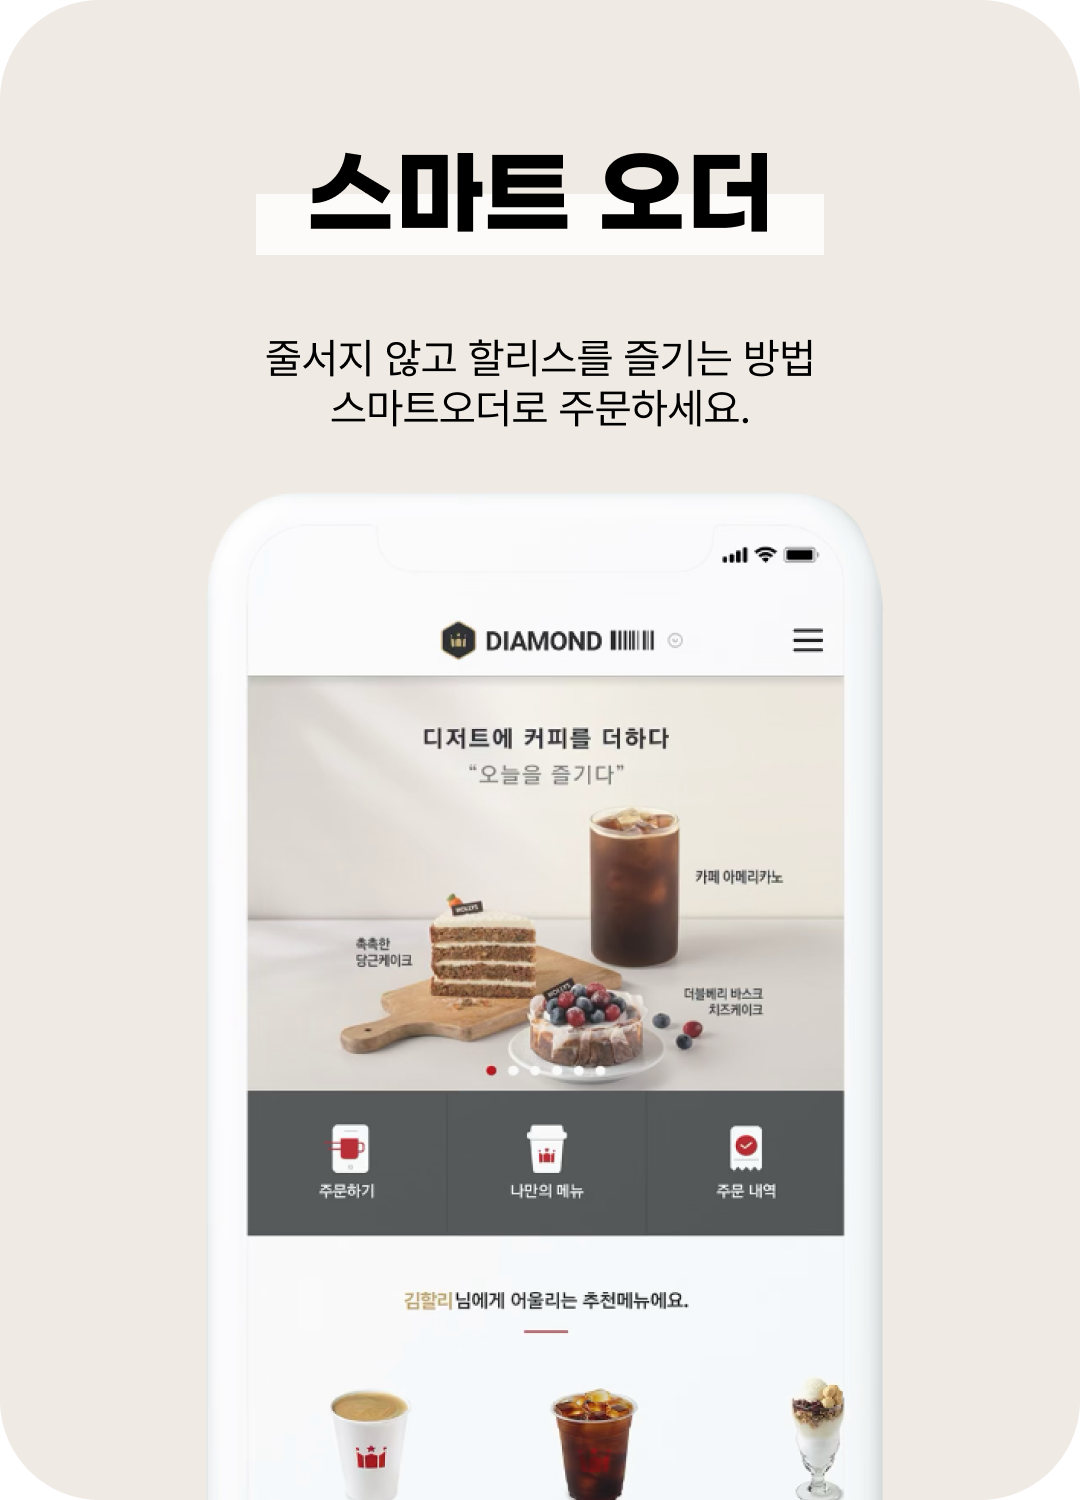 스마트 오더
줄서지 않고 할리스를 즐기는 방법
스마트오더로 주문하세요.
DIAMOND
디저트에 커피를 더하다
“오늘을 즐기다”
카페 아메리카노
HOLLYS
촉촉한
당근케이크
HOLLYS
더블베리 바스크
치즈케이크
주문하기
나만의 메뉴
주문 내역
김할리님에게 어울리는 추천메뉴에요.